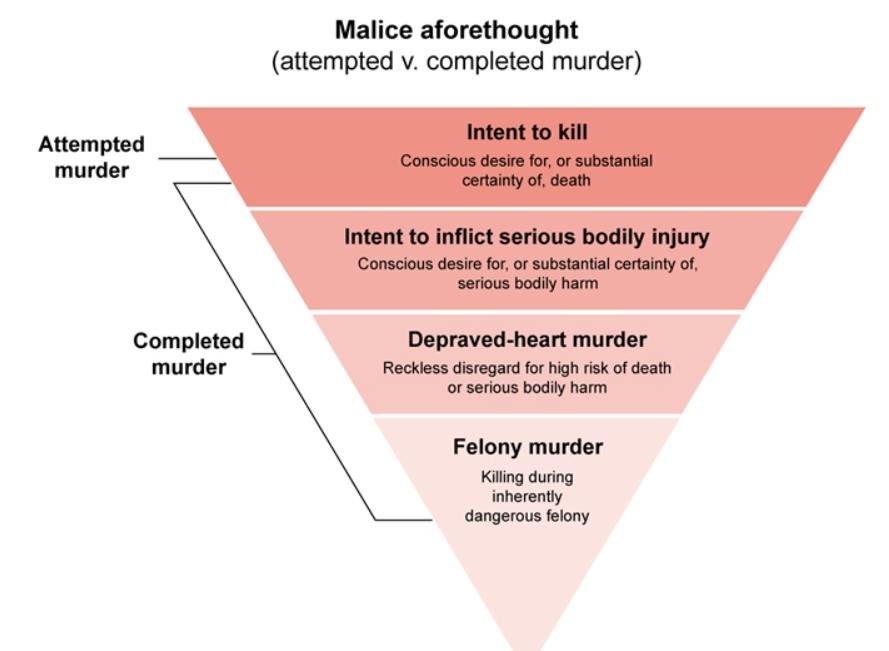 Malice aforethought
(attempted v. completed murder)
Attempted
murder
Intent to kill
Conscious desire for, or substantial
certainty of, death
Intent to inflict serious bodily injury
Conscious desire for, or substantial certainty of,
serious bodily harm
Completed
murder
Depraved-heart murder
Reckless disregard for high risk of death
or serious bodily harm
Felony murder
Killing during
inherently
dangerous felony